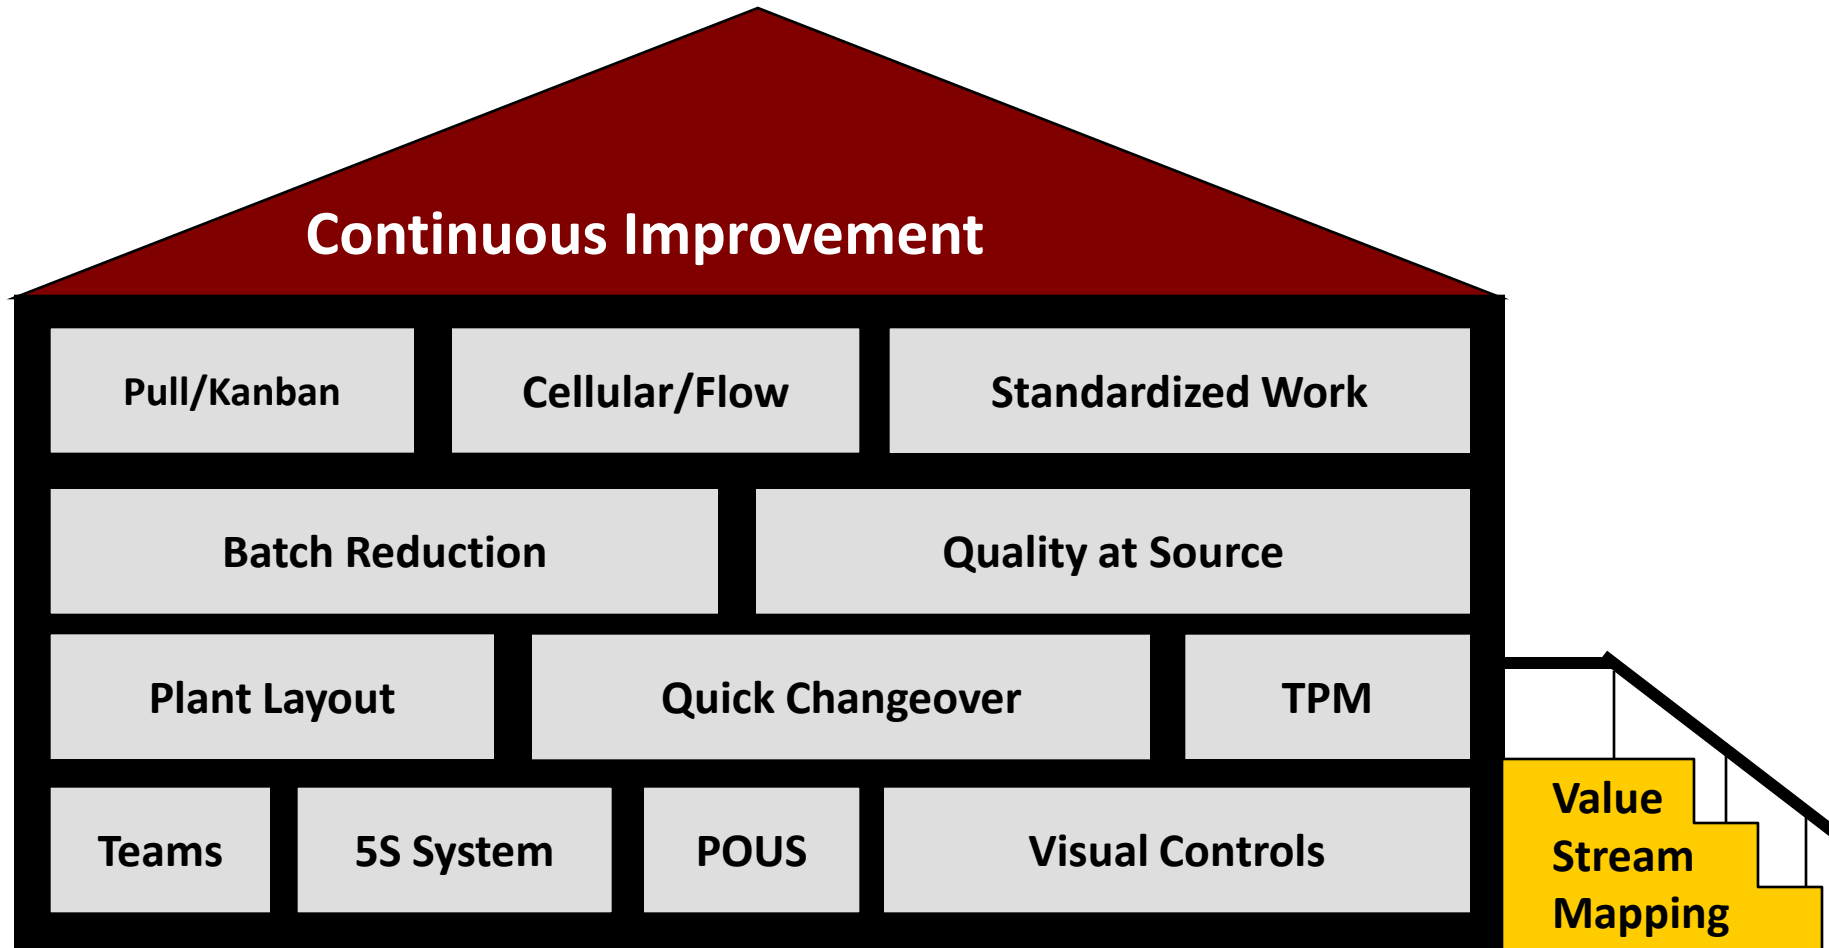 Continuous Improvement
Pull/Kanban
Cellular/Flow
Standardized Work
Batch Reduction
Quality at Source
Plant Layout
Quick Changeover
TPM
Teams
5S System
POUS
Visual Controls
Value
Stream
Mapping